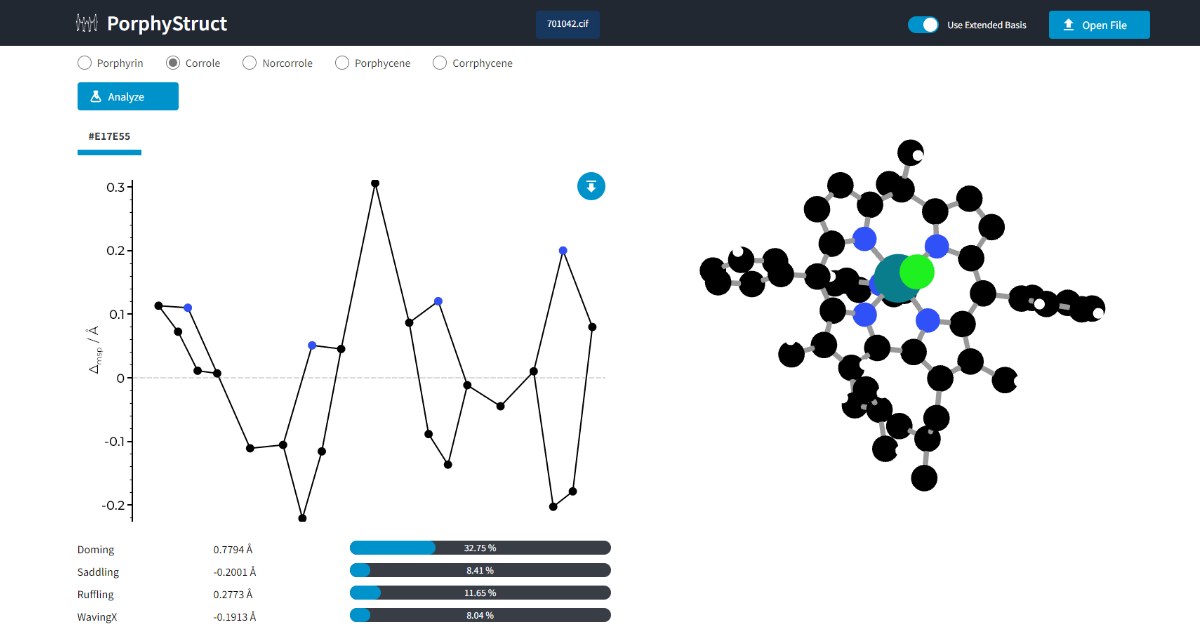 PorphyStruct
701042.cif
Use Extended Basis
Open File
Porphyrin
Corrole
Norcorrole
Porphycene
Corrphycene
Analyze
#E17E55
0.3
0.2
0.1
0
-0.1
-0.2
Δmsp / Å
Doming 0.7794 Å 32.75 %
Saddling -0.2001 Å 8.41 %
Ruffling 0.2773 Å 11.65 %
WavingX -0.1913 Å 8.04 %